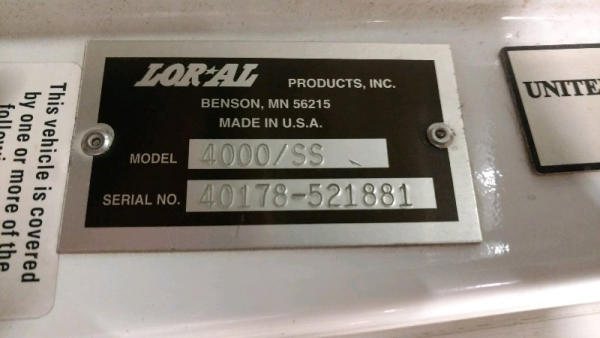 LOR★AL PRODUCTS, INC.
BENSON, MN 56215
MADE IN U.S.A.
MODEL 4000/SS
SERIAL NO. 40178-521881
This vehicle is covered
by one or more of the
UNITE